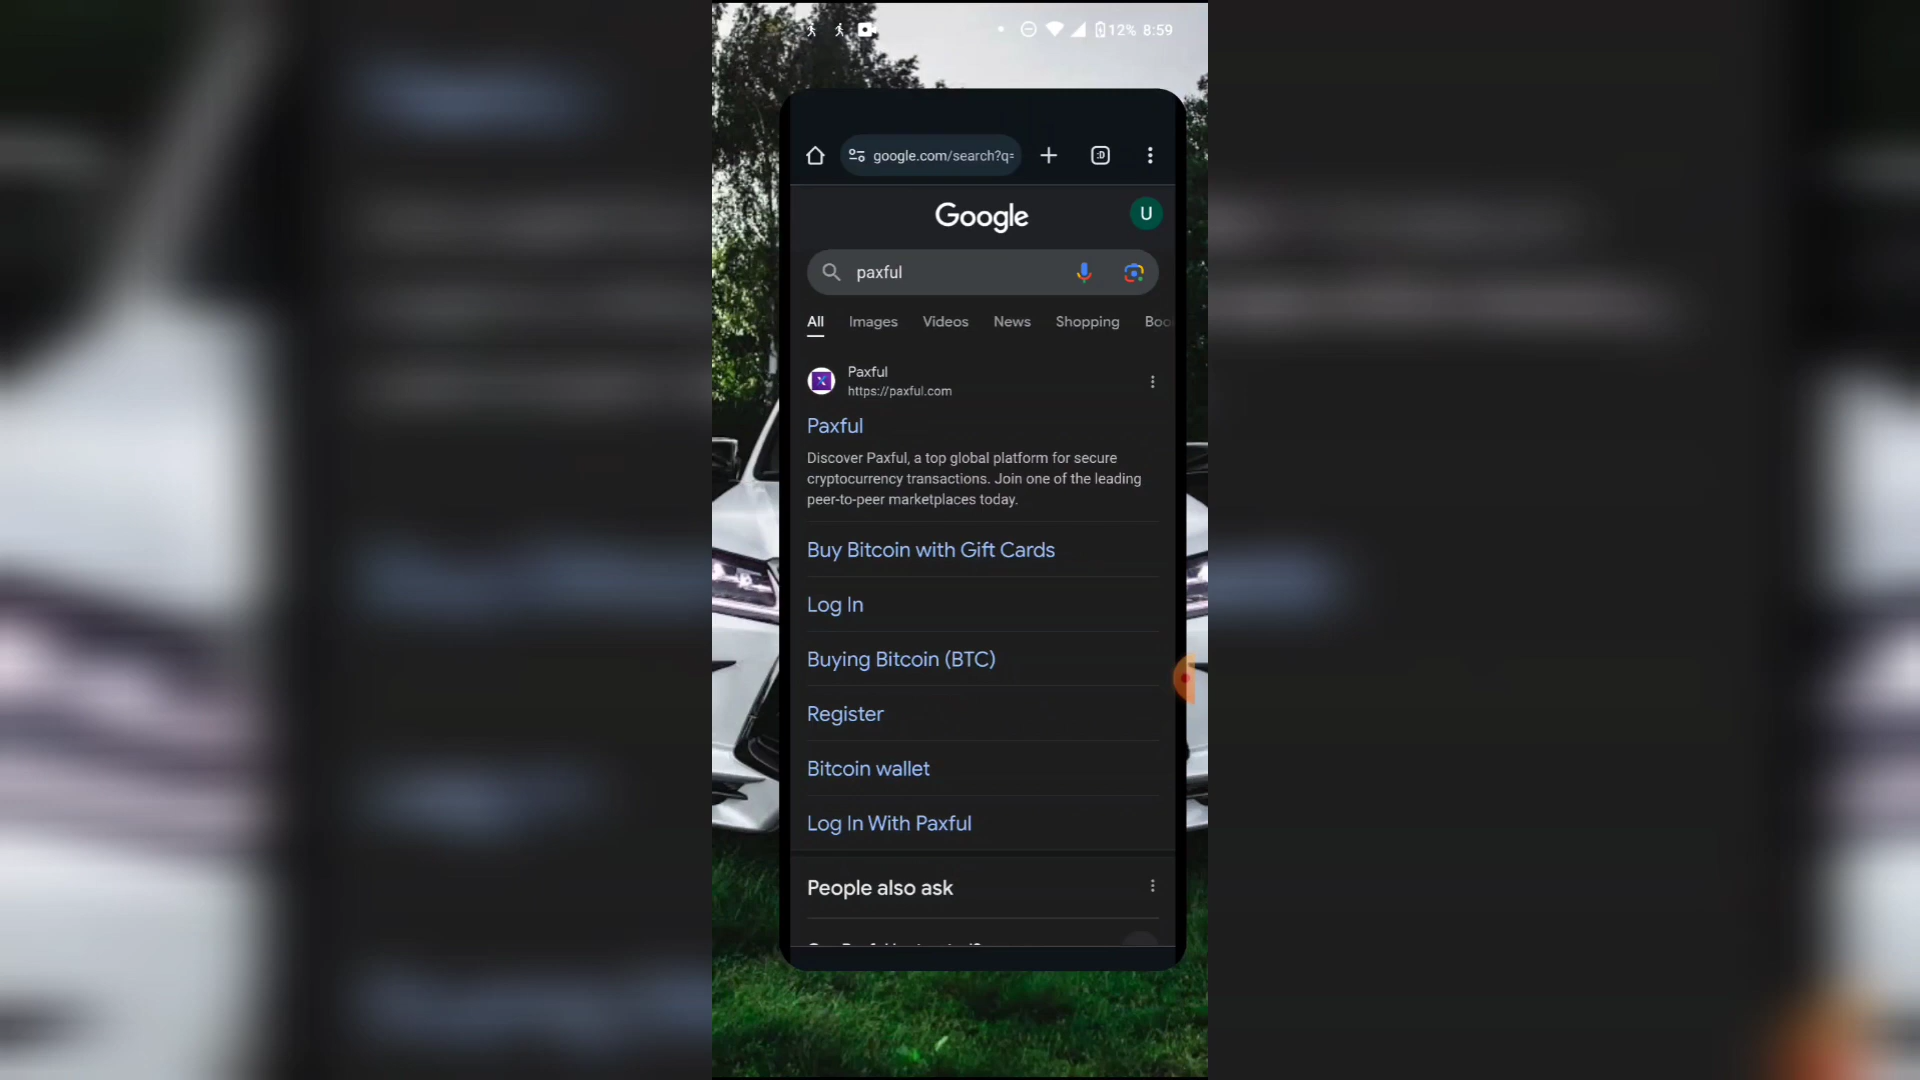 12% 8:59
google.com/search?q=
Google
U
paxful
All Images Videos News Shopping Boo
Paxful
https://paxful.com
Paxful
Discover Paxful, a top global platform for secure
cryptocurrency transactions. Join one of the leading
peer-to-peer marketplaces today.
Buy Bitcoin with Gift Cards
Log In
Buying Bitcoin (BTC)
Register
Bitcoin wallet
Log In With Paxful
People also ask